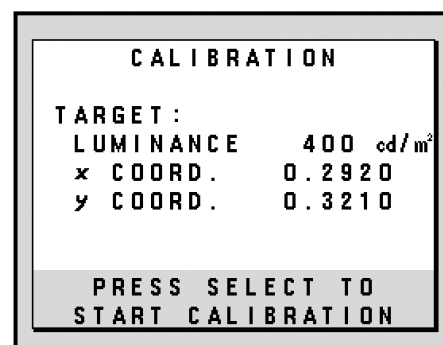 CALIBRATION
TARGET:
LUMINANCE 400 cd/m²
x COORD. 0.2920
y COORD. 0.3210
PRESS SELECT TO
START CALIBRATION